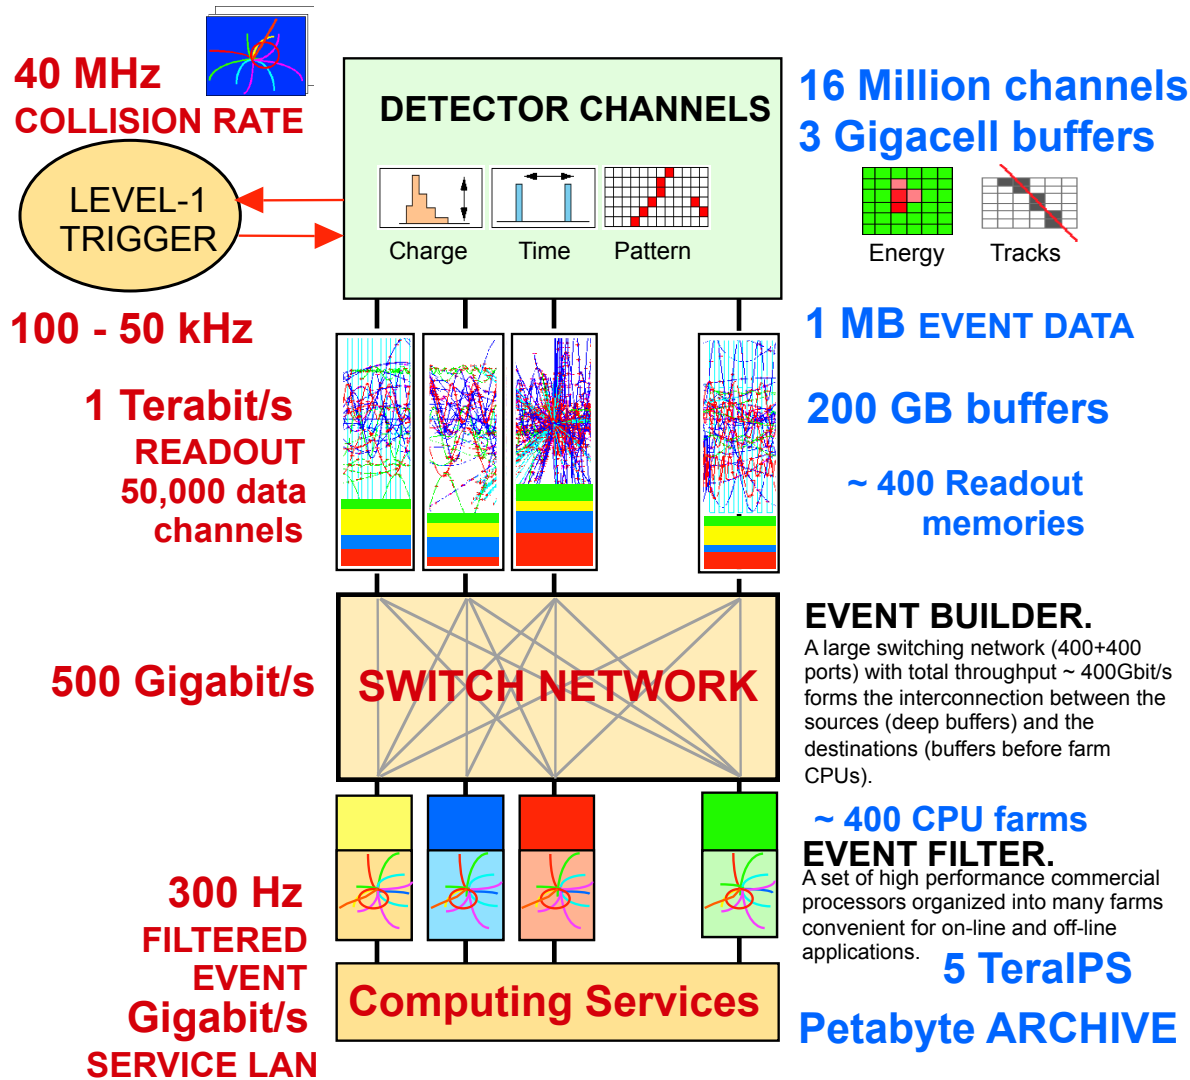 40 MHz
COLLISION RATE
DETECTOR CHANNELS
16 Million channels
3 Gigacell buffers
LEVEL-1
TRIGGER
Charge
Time
Pattern
Energy
Tracks
100 - 50 kHz
1 MB EVENT DATA
1 Terabit/s
READOUT
50,000 data
channels
200 GB buffers
~ 400 Readout
memories
500 Gigabit/s
SWITCH NETWORK
EVENT BUILDER.
A large switching network (400+400
ports) with total throughput ~ 400Gbit/s
forms the interconnection between the
sources (deep buffers) and the
destinations (buffers before farm
CPUs).
~ 400 CPU farms
EVENT FILTER.
A set of high performance commercial
processors organized into many farms
convenient for on-line and off-line
applications.
300 Hz
FILTERED
EVENT
Gigabit/s
SERVICE LAN
Computing Services
5 TeraIPS
Petabyte ARCHIVE